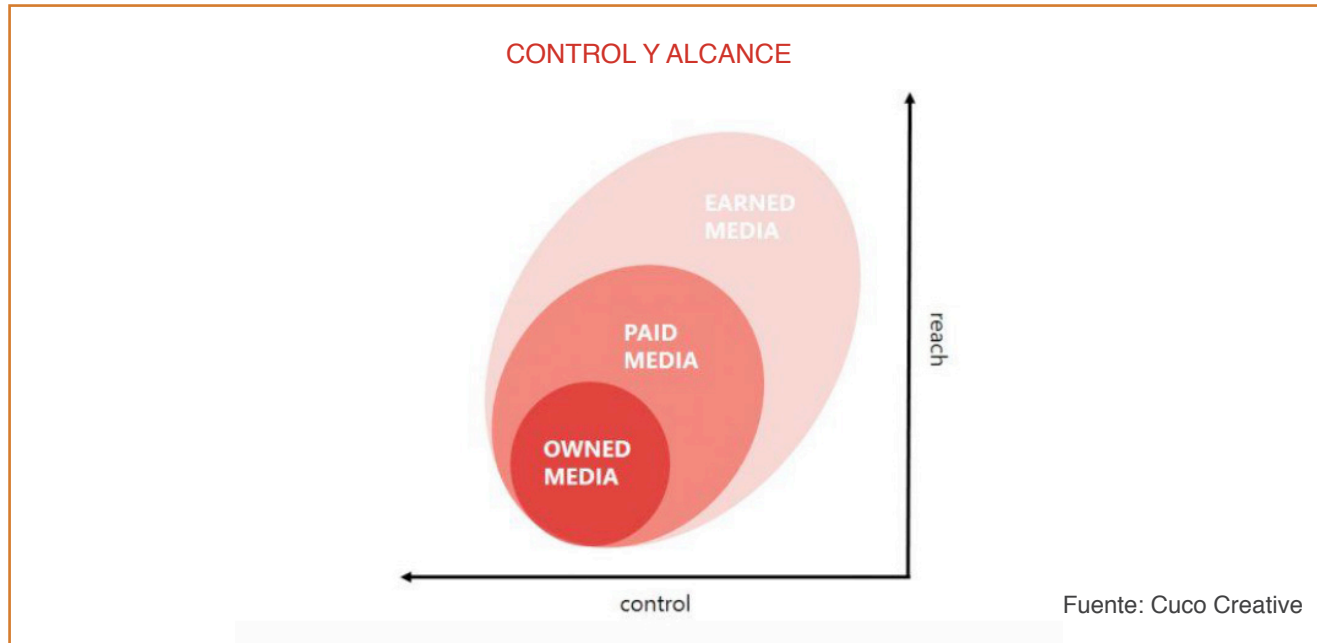 CONTROL Y ALCANCE
EARNED
MEDIA
PAID
MEDIA
reach
OWNED
MEDIA
control
Fuente: Cuco Creative